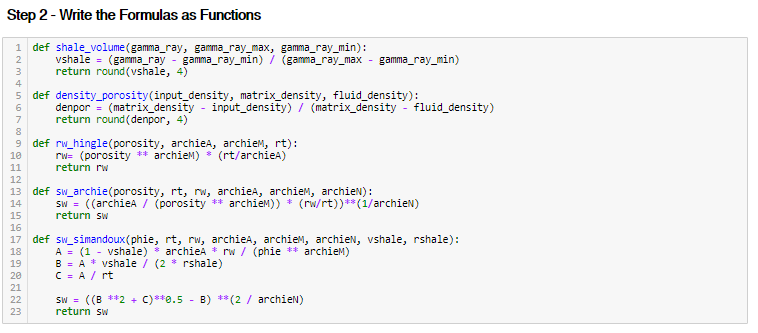 Step 2 - Write the Formulas as Functions
1 def shale_volume(gamma_ray, gamma_ray_max, gamma_ray_min):
2     vshale = (gamma_ray - gamma_ray_min) / (gamma_ray_max - gamma_ray_min)
3     return round(vshale, 4)
4
5 def density_porosity(input_density, matrix_density, fluid_density):
6     denpor = (matrix_density - input_density) / (matrix_density - fluid_density)
7     return round(denpor, 4)
8
9 def rw_hingle(porosity, archieA, archieM, rt):
10     rw= (porosity ** archieM) * (rt/archieA)
11     return rw
12
13 def sw_archie(porosity, rt, rw, archieA, archieM, archieN):
14     sw = ((archieA / (porosity ** archieM)) * (rw/rt))**(1/archieN)
15     return sw
16
17 def sw_simandoux(phie, rt, rw, archieA, archieM, archieN, vshale, rshale):
18     A = (1 - vshale) * archieA * rw / (phie ** archieM)
19     B = A * vshale / (2 * rshale)
20     C = A / rt
21
22     sw = ((B **2 + C)**0.5 - B) **(2 / archieN)
23     return sw